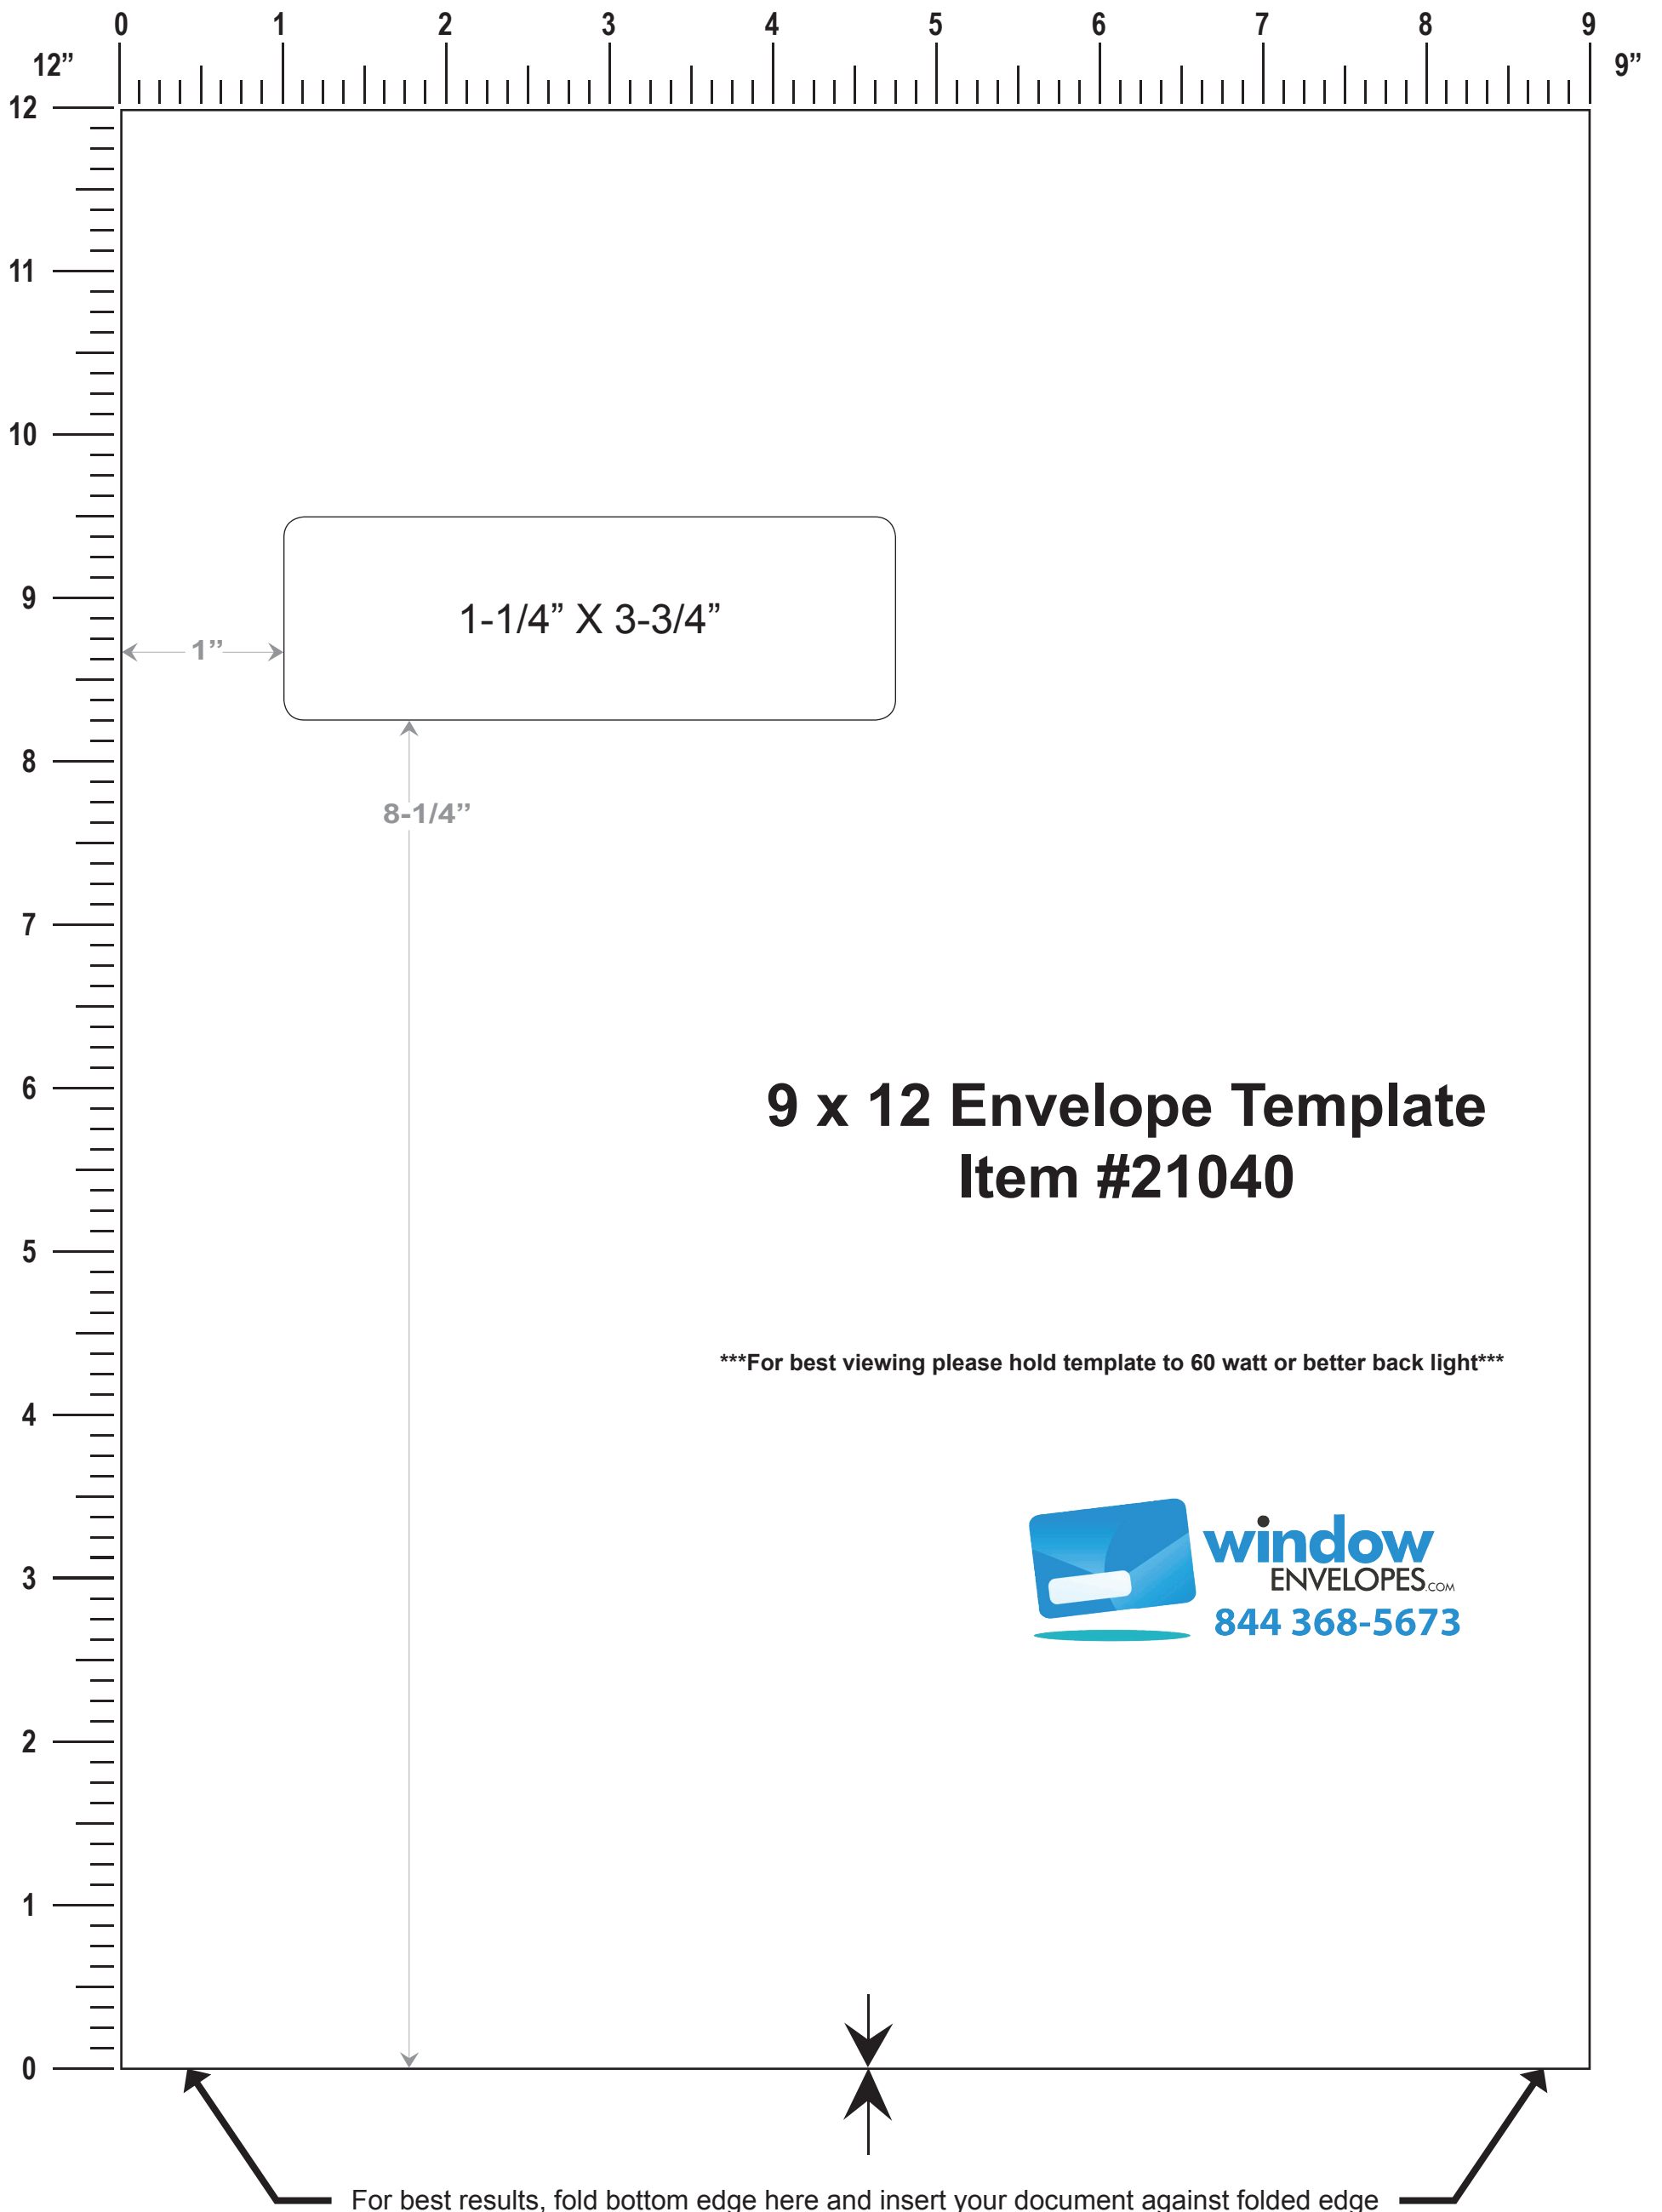 0 1 2 3 4 5 6 7 8 9
12” 9”
12
11
10
9
1-1/4” X 3-3/4”
1”
8
8-1/4”
7
6
9 x 12 Envelope Template
Item #21040
5
***For best viewing please hold template to 60 watt or better back light***
4
window
3
ENVELOPES.COM
844 368-5673
2
1
0
For best results, fold bottom edge here and insert your document against folded edge